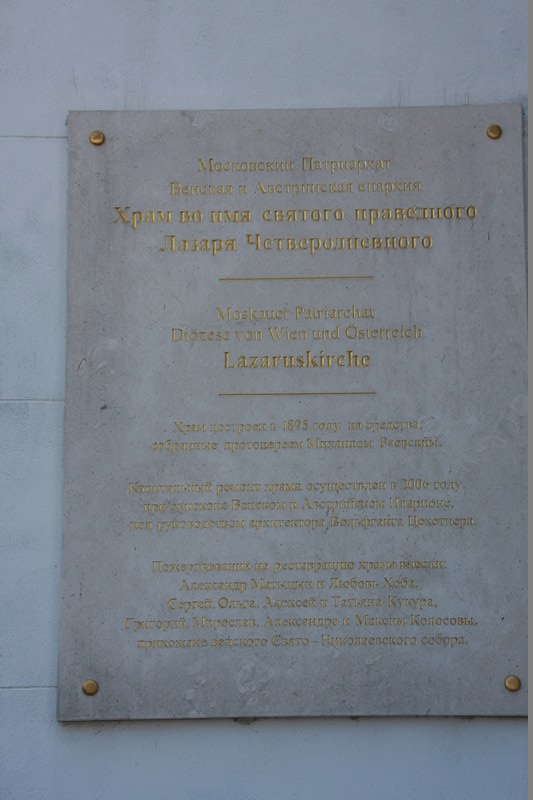 Московский Патриархат
Венская и Австрийская епархия
Храм во имя святого праведного
Лазаря Четверодневного
Moskauer Patriarchat
Diözese von Wien und Österreich
Lazaruskirche
Храм построен в 1895 году на средства,
собранные протоиереем Михаилом Раевским.
Капитальный ремонт храма осуществлен в 2006 году,
при епископе Венском и Австрийском Иларионе,
под руководством архитектора Вольфганга Цехетнера.
Пожертвования на реставрацию храма внесли:
Александр Мацицын и Любовь Хоба,
Сергей, Ольга, Алексей и Татьяна Кукура,
Григорий, Мирослав, Александра и Максим Колосовы,
прихожане венского Свято-Николаевского собора.